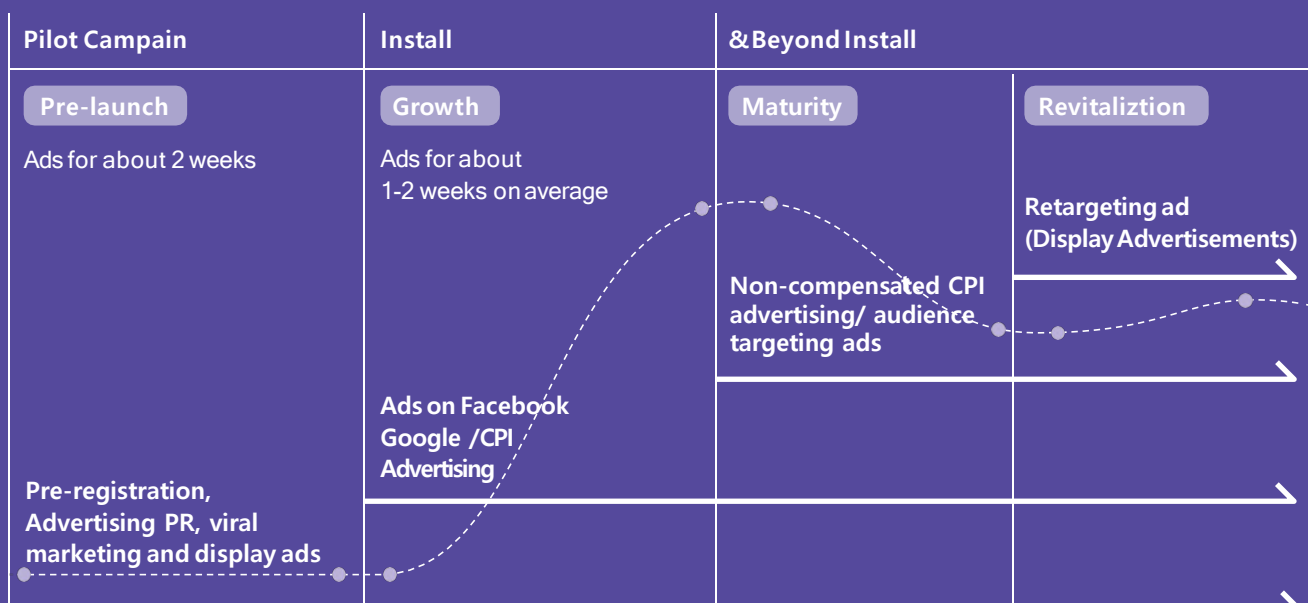 Pilot Campain
Install
&Beyond Install
Pre-launch
Growth
Maturity
Revitaliztion
Ads for about 2 weeks
Ads for about
1-2 weeks on average
Retargeting ad
(Display Advertisements)
Non-compensated CPI
advertising/ audience
targeting ads
Ads on Facebook
Google /CPI
Advertising
Pre-registration,
Advertising PR, viral
marketing and display ads